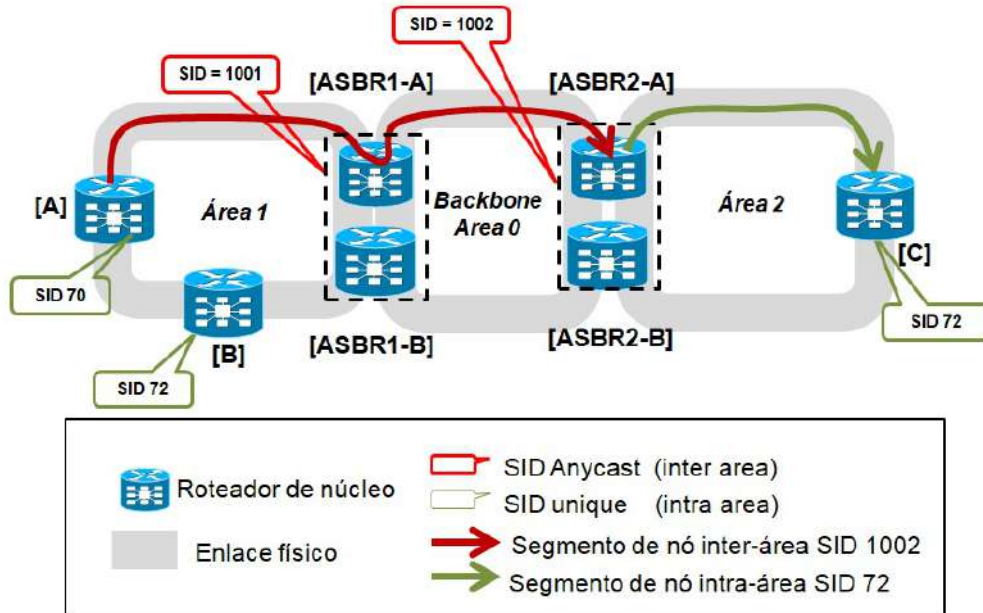 SID = 1002
SID = 1001
[ASBR1-A]
[ASBR2-A]
[A]
Área 1
Backbone
Area 0
Área 2
[C]
SID 70
[B]
SID 72
[ASBR1-B]
[ASBR2-B]
SID 72
Roteador de núcleo
Enlace físico
SID Anycast (inter area)
SID unique (intra area)
Segmento de nó inter-área SID 1002
Segmento de nó intra-área SID 72